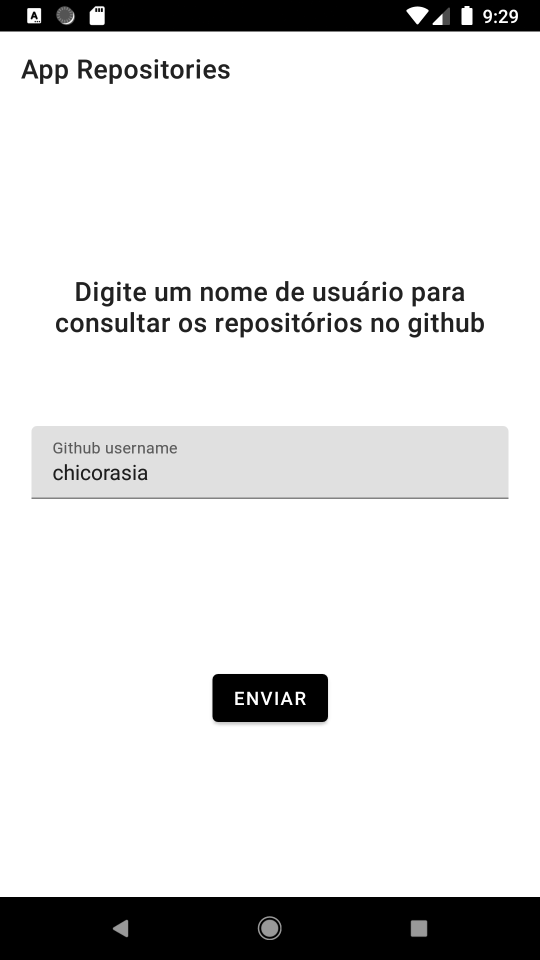 9:29
App Repositories
Digite um nome de usuário para
consultar os repositórios no github
Github username
chicorasia
ENVIAR